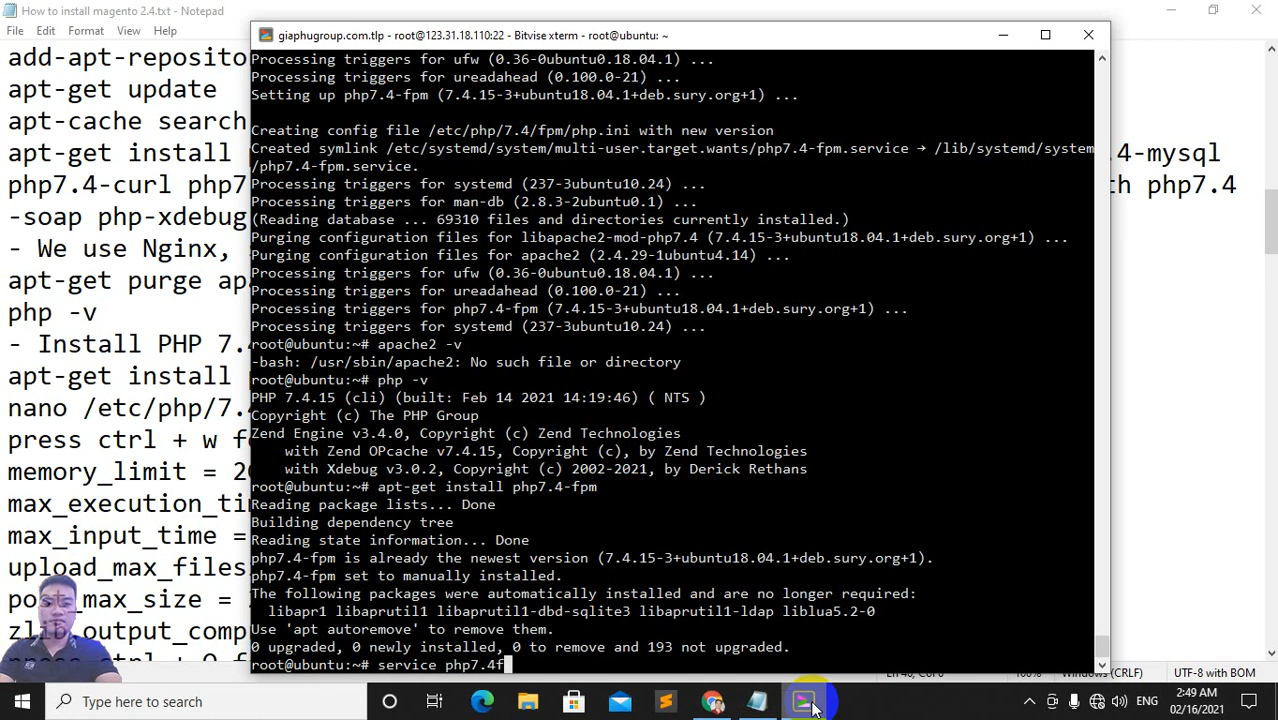 How to install magento 2.4.txt - Notepad
File Edit Format View Help
add-apt-reposito
apt-get update
apt-cache search
apt-get install
.4-mysql
php7.4-curl php7
th php7.4
-soap php-xdebug
- We use Nginx,
apt-get purge apa
php -v
- Install PHP 7.4
apt-get install
nano /etc/php/7.
press ctrl + w fo
memory_limit = 20
max_execution_tim
max_input_time =
upload_max_files
max_size =
output_comp
giaphugroup.com.tlp - root@123.31.18.110:22 - Bitvise xterm - root@ubuntu: ~
Processing triggers for ufw (0.36-0ubuntu0.18.04.1) ...
Processing triggers for ureadahead (0.100.0-21) ...
Setting up php7.4-fpm (7.4.15-3+ubuntu18.04.1+deb.sury.org+1) ...
Creating config file /etc/php/7.4/fpm/php.ini with new version
Created symlink /etc/systemd/system/multi-user.target.wants/php7.4-fpm.service → /lib/systemd/system
/php7.4-fpm.service.
Processing triggers for systemd (237-3ubuntu10.24) ...
Processing triggers for man-db (2.8.3-2ubuntu0.1) ...
(Reading database ... 69310 files and directories currently installed.)
Purging configuration files for libapache2-mod-php7.4 (7.4.15-3+ubuntu18.04.1+deb.sury.org+1) ...
Purging configuration files for apache2 (2.4.29-1ubuntu4.14) ...
Processing triggers for ufw (0.36-0ubuntu0.18.04.1) ...
Processing triggers for ureadahead (0.100.0-21) ...
Processing triggers for php7.4-fpm (7.4.15-3+ubuntu18.04.1+deb.sury.org+1) ...
Processing triggers for systemd (237-3ubuntu10.24) ...
root@ubuntu:~# apache2 -v
-bash: /usr/sbin/apache2: No such file or directory
root@ubuntu:~# php -v
PHP 7.4.15 (cli) (built: Feb 14 2021 14:19:46) ( NTS )
Copyright (c) The PHP Group
Zend Engine v3.4.0, Copyright (c) Zend Technologies
with Zend OPcache v7.4.15, Copyright (c), by Zend Technologies
with Xdebug v3.0.2, Copyright (c) 2002-2021, by Derick Rethans
root@ubuntu:~# apt-get install php7.4-fpm
Reading package lists... Done
Building dependency tree
Reading state information... Done
php7.4-fpm is already the newest version (7.4.15-3+ubuntu18.04.1+deb.sury.org+1).
php7.4-fpm set to manually installed.
The following packages were automatically installed and are no longer required:
libapr1 libaprutil1 libaprutil1-dbd-sqlite3 libaprutil1-ldap liblua5.2-0
Use 'apt autoremove' to remove them.
0 upgraded, 0 newly installed, 0 to remove and 193 not upgraded.
root@ubuntu:~# service php7.4f
100% Windows (CRLF) UTF-8 with BOM
Type here to search
ENG
2:49 AM
02/16/2021